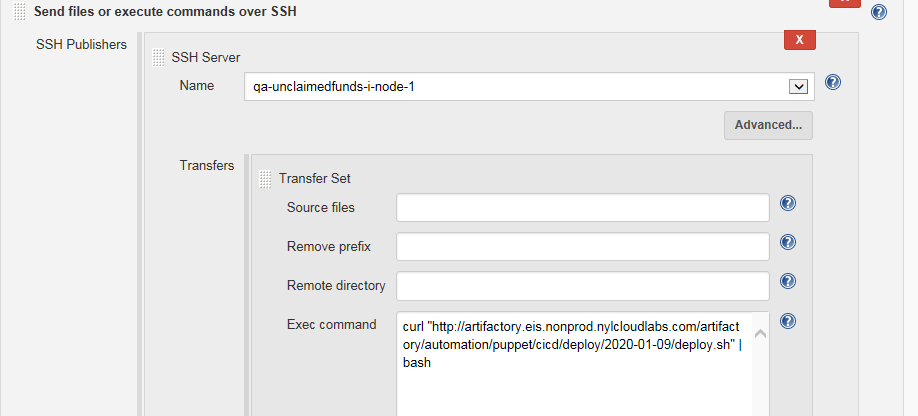 Send files or execute commands over SSH
SSH Publishers
X
SSH Server
Name
qa-unclaimedfunds-i-node-1
Advanced...
Transfers
Transfer Set
Source files
Remove prefix
Remote directory
Exec command
curl "http://artifactory.eis.nonprod.nylcloudlabs.com/artifact
ory/automation/puppet/cicd/deploy/2020-01-09/deploy.sh" |
bash